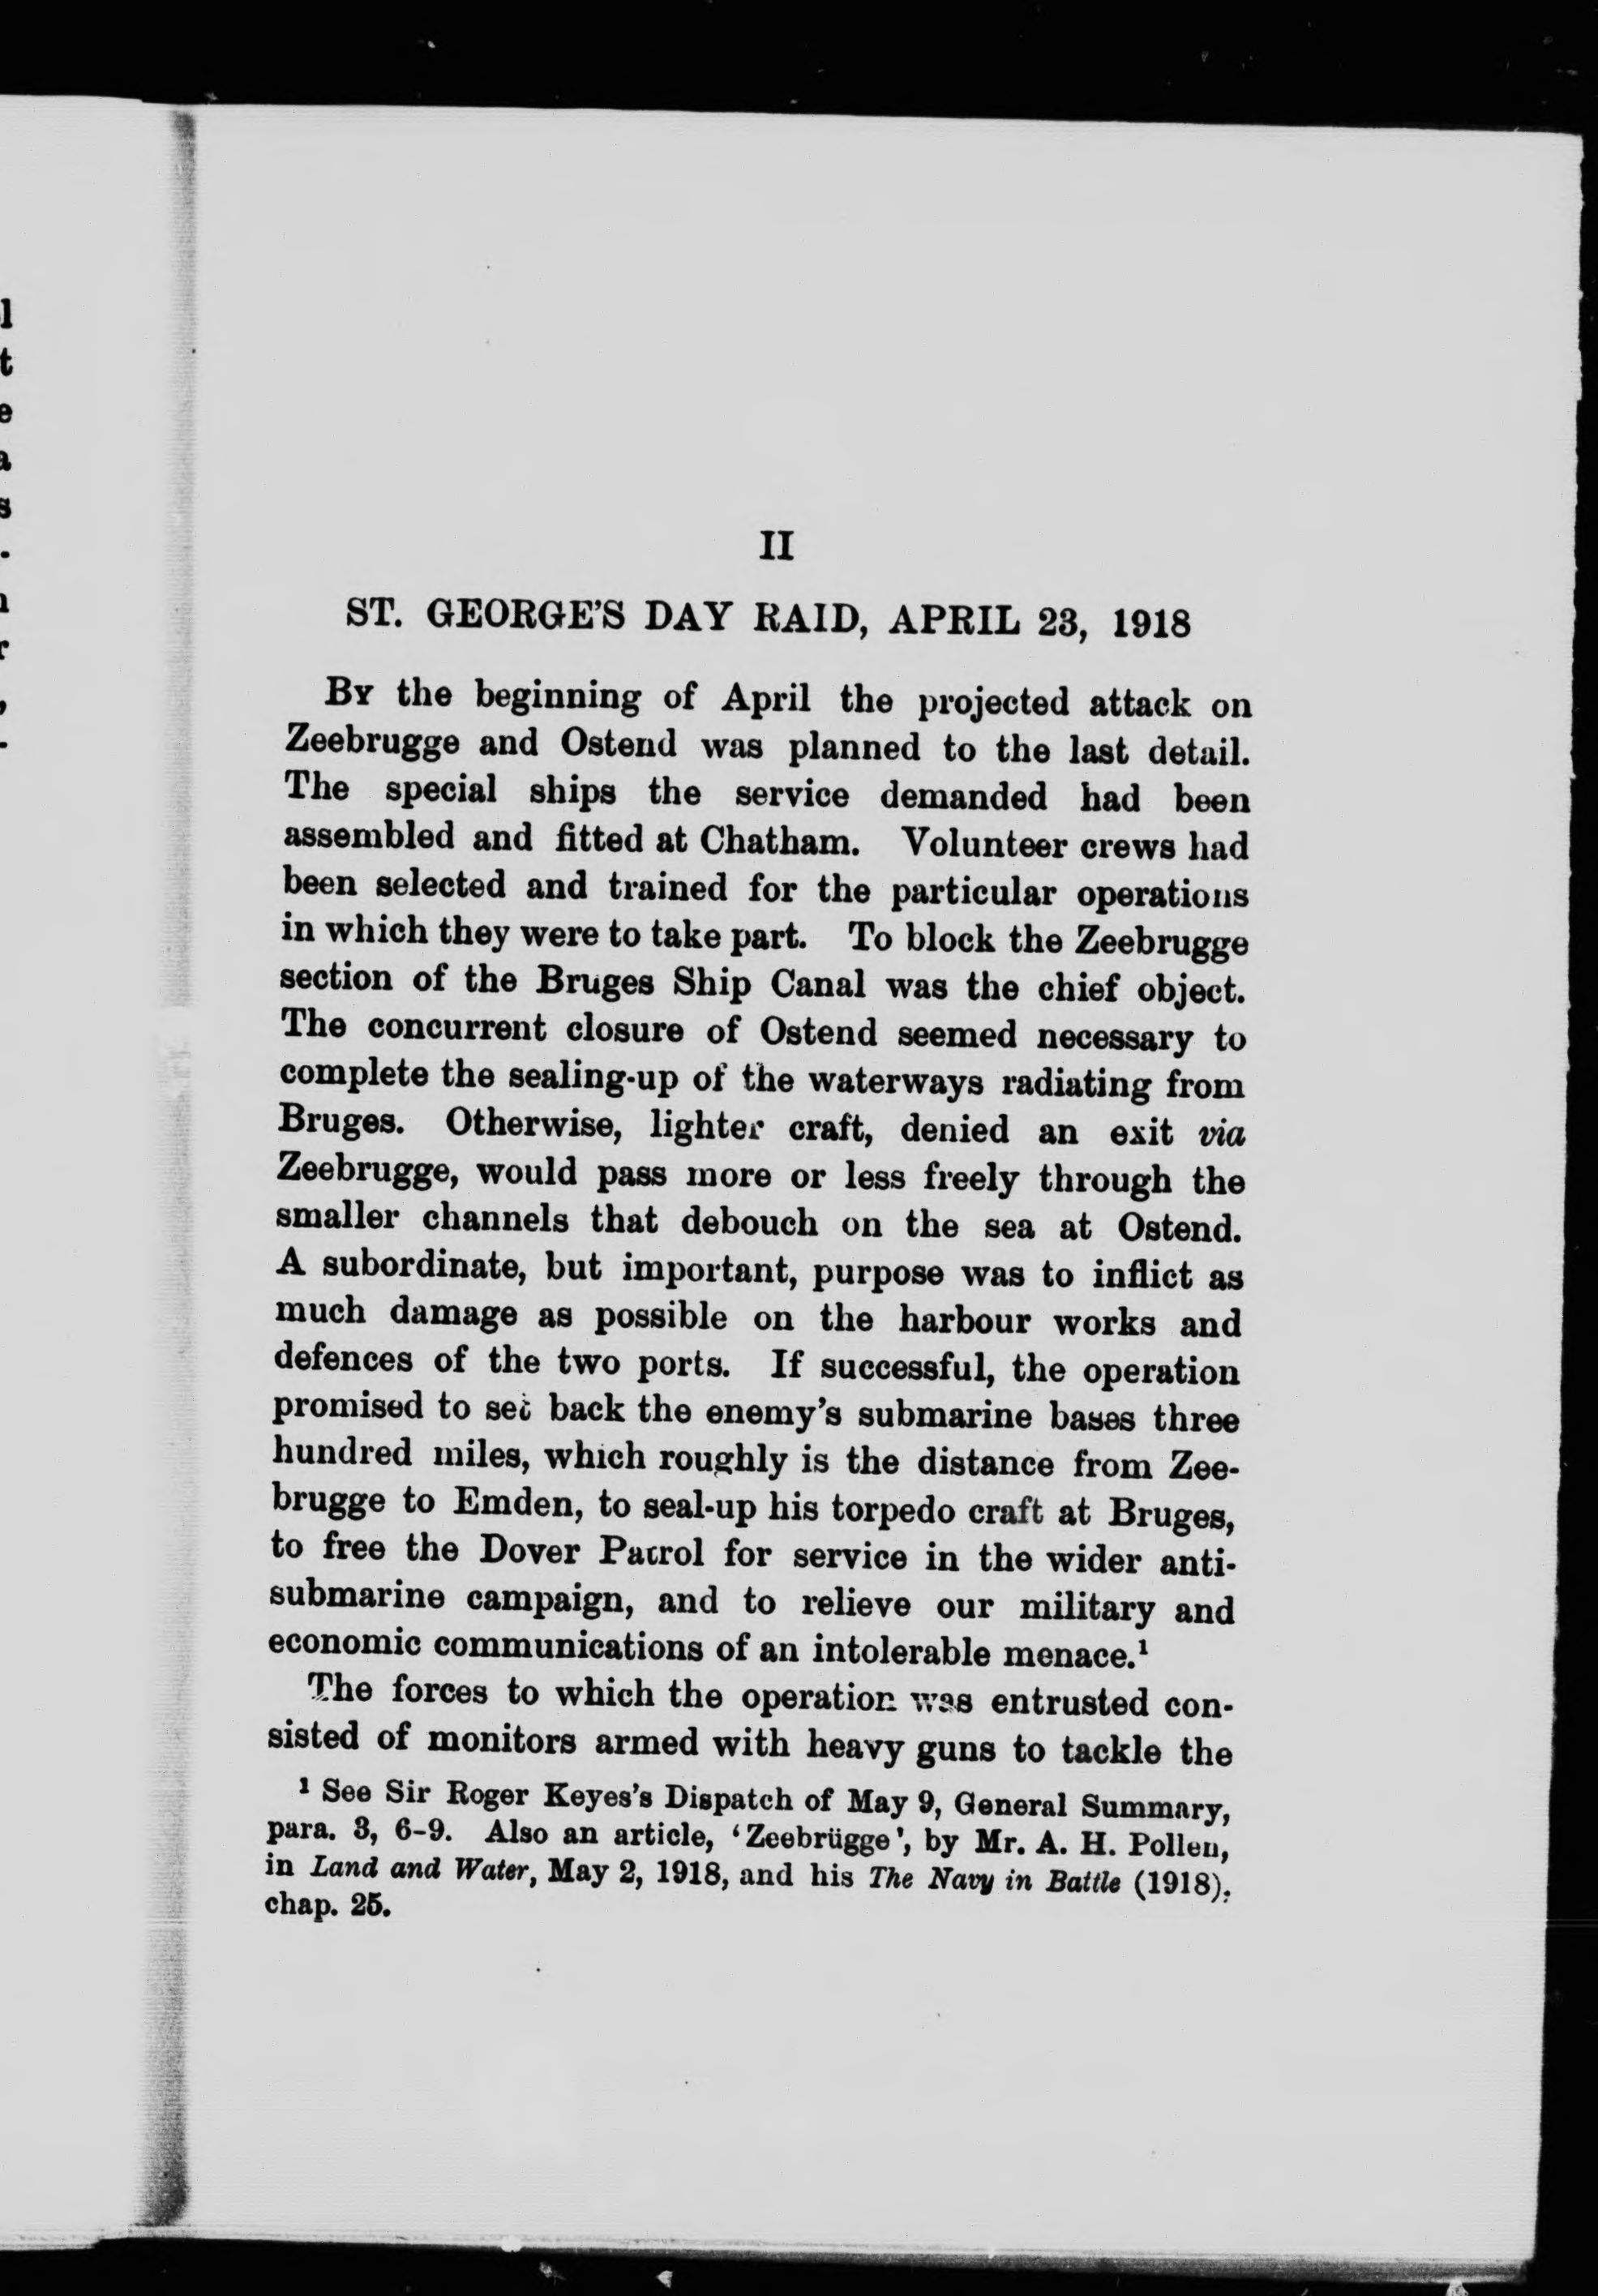 II
ST. GEORGE'S DAY RAID, APRIL 23, 1918
By the beginning of April the projected attack on
Zeebrugge and Ostend was planned to the last detail.
The special ships the service demanded had been
assembled and fitted at Chatham. Volunteer crews had
been selected and trained for the particular operations
in which they were to take part. To block the Zeebrugge
section of the Bruges Ship Canal was the chief object.
The concurrent closure of Ostend seemed necessary to
complete the sealing-up of the waterways radiating from
Bruges. Otherwise, lighter craft, denied an exit via
Zeebrugge, would pass more or less freely through the
smaller channels that debouch on the sea at Ostend.
A subordinate, but important, purpose was to inflict as
much damage as possible on the harbour works and
defences of the two ports. If successful, the operation
promised to set back the enemy's submarine bases three
hundred miles, which roughly is the distance from Zee-
brugge to Emden, to seal-up his torpedo craft at Bruges,
to free the Dover Patrol for service in the wider anti-
submarine campaign, and to relieve our military and
economic communications of an intolerable menace.¹
The forces to which the operation was entrusted con-
sisted of monitors armed with heavy guns to tackle the
¹ See Sir Roger Keyes's Dispatch of May 9, General Summary,
para. 3, 6-9. Also an article, 'Zeebrügge', by Mr. A. H. Pollen,
in Land and Water, May 2, 1918, and his The Navy in Battle (1918),
chap. 25.